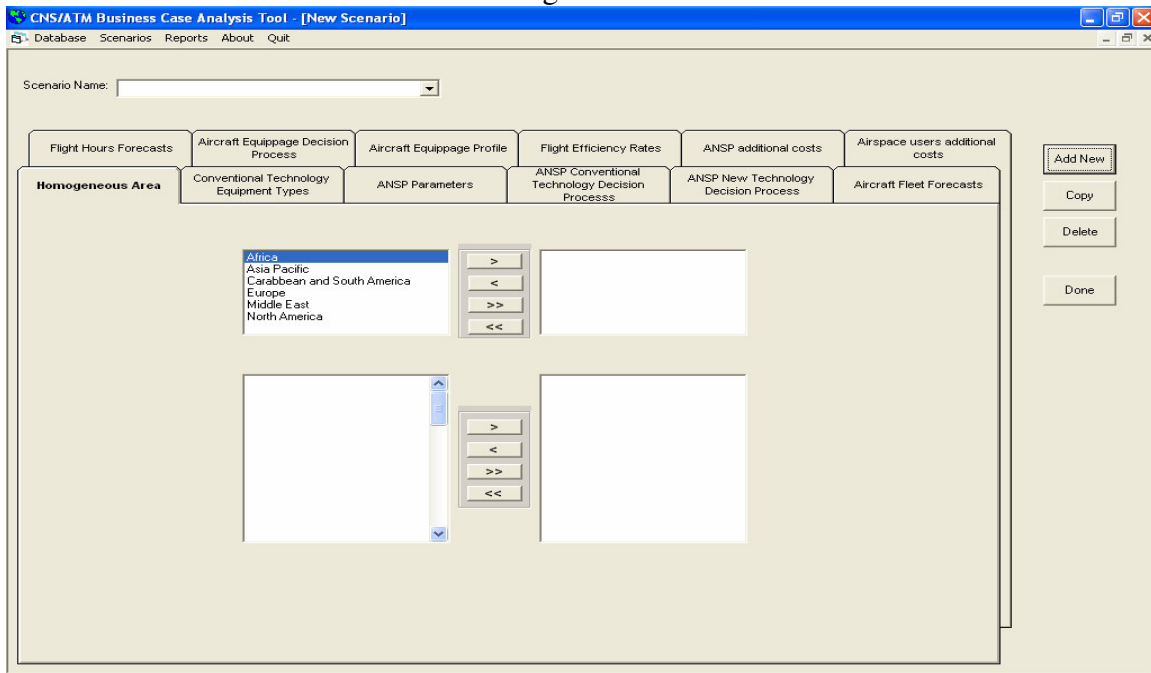 CNS/ATM Business Case Analysis Tool - [New Scenario]
Database Scenarios Reports About Quit
Scenario Name:
Flight Hours Forecasts
Aircraft Equippage Decision
Process
Aircraft Equippage Profile
Flight Efficiency Rates
ANSP additional costs
Airspace users additional
costs
Homogeneous Area
Conventional Technology
Equipment Types
ANSP Parameters
ANSP Conventional
Technology Decision
Processs
ANSP New Technology
Decision Process
Aircraft Fleet Forecasts
Africa
Asia Pacific
Carabbean and South America
Europe
Middle East
North America
>
<
>>
<<
>
<
>>
<<
Add New
Copy
Delete
Done